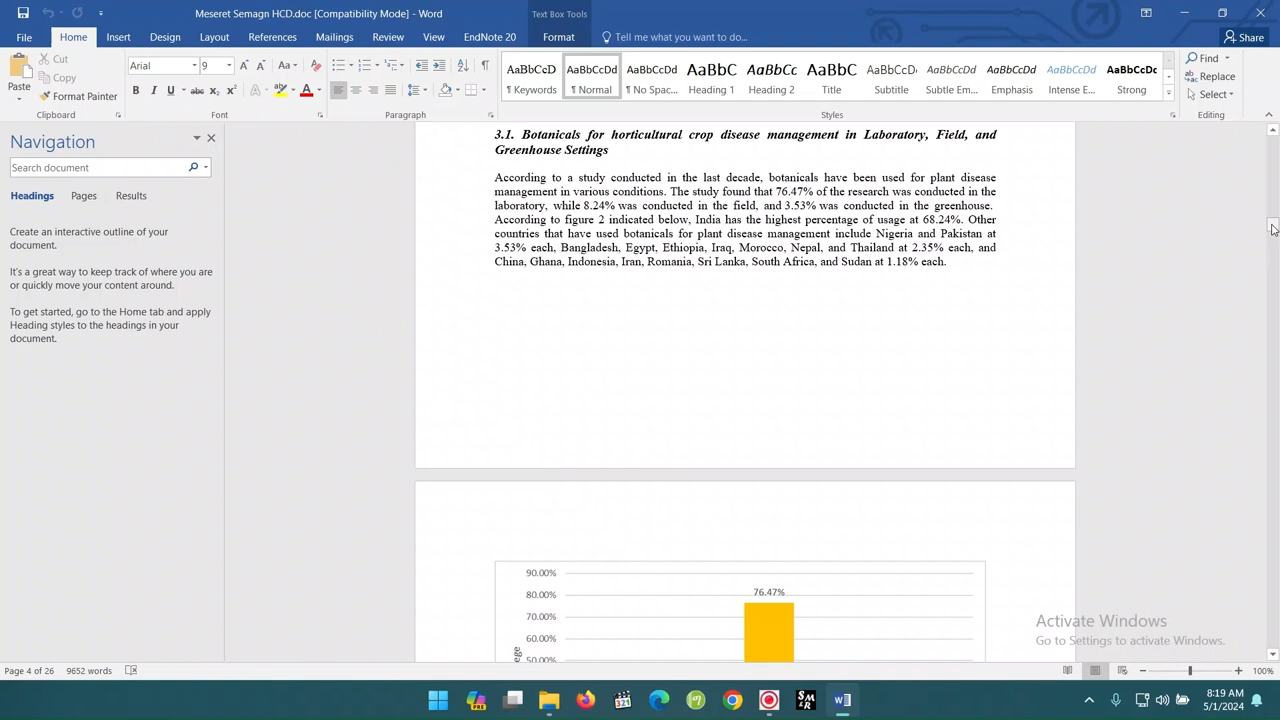 Meseret Semagn HCD.doc [Compatibility Mode] - Word
Text Box Tools
File Home Insert Design Layout References Mailings Review View EndNote 20 Format Tell me what you want to do... Share
Cut
Copy
Format Painter
Paste
Clipboard
Arial 9
Font
Paragraph
AaBbCcD AaBbCcDd AaBbCcDd AaBbC AaBbCc AaBbC AaBbCcD AaBbCcDd AaBbCcDd AaBbCcDd AaBbCcDc
¶ Keywords ¶ Normal ¶ No Spac... Heading 1 Heading 2 Title Subtitle Subtle Em... Emphasis Intense E... Strong
Styles
Find
Replace
Select
Editing
Navigation
Search document
Headings Pages Results
Create an interactive outline of your
document.
It's a great way to keep track of where you are
or quickly move your content around.
To get started, go to the Home tab and apply
Heading styles to the headings in your
document.
3.1. Botanicals for horticultural crop disease management in Laboratory, Field, and
Greenhouse Settings
According to a study conducted in the last decade, botanicals have been used for plant disease
management in various conditions. The study found that 76.47% of the research was conducted in the
laboratory, while 8.24% was conducted in the field, and 3.53% was conducted in the greenhouse.
According to figure 2 indicated below, India has the highest percentage of usage at 68.24%. Other
countries that have used botanicals for plant disease management include Nigeria and Pakistan at
3.53% each, Bangladesh, Egypt, Ethiopia, Iraq, Morocco, Nepal, and Thailand at 2.35% each, and
China, Ghana, Indonesia, Iran, Romania, Sri Lanka, South Africa, and Sudan at 1.18% each.
90.00%
80.00%
76.47%
70.00%
60.00%
50.00%
Activate Windows
Go to Settings to activate Windows.
Page 4 of 26 9652 words
100%
8:19 AM
5/1/2024